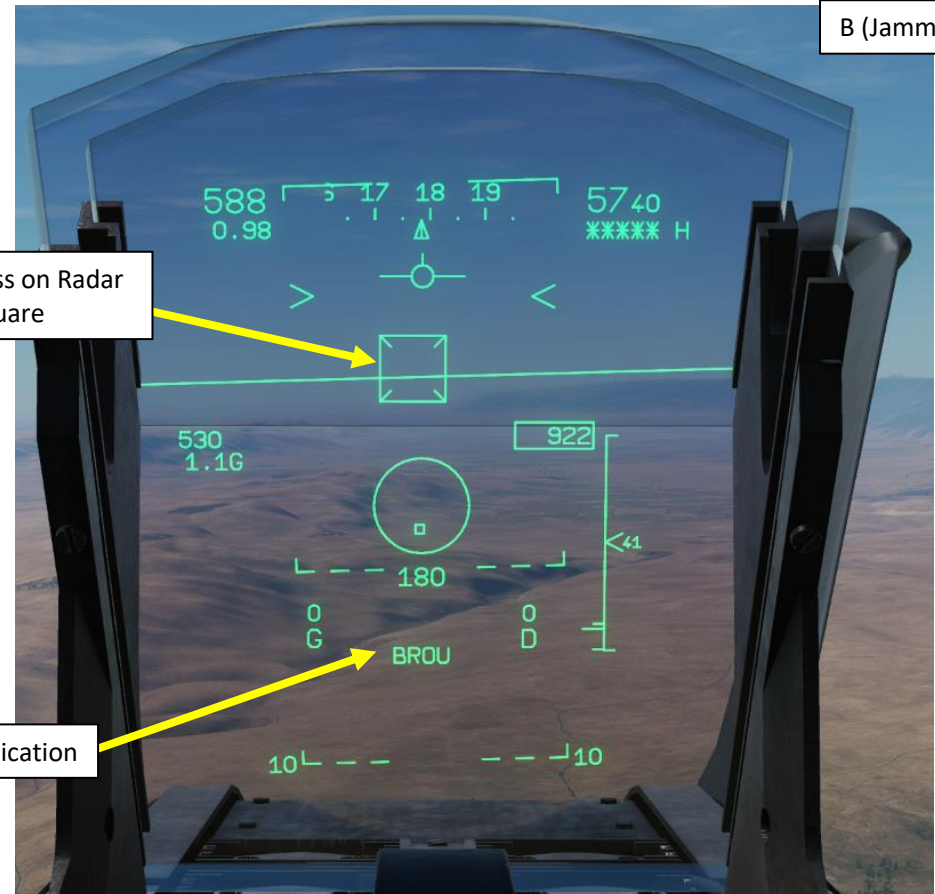 B (Jamm
588 17 18 19 5740
0.98 ***** H
> <
ss on Radar
uare
530 922
1.1G
<41
180
0 0
G D
BROU
ication
10 10